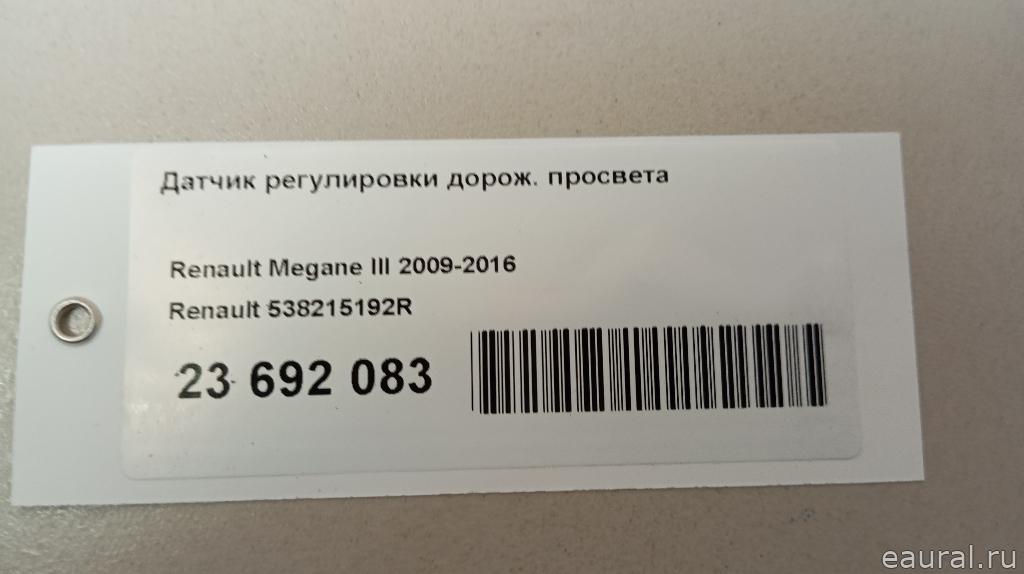 Датчик регулировки дорож. просвета
Renault Megane III 2009-2016
Renault 538215192R
23 692 083
eaural.ru